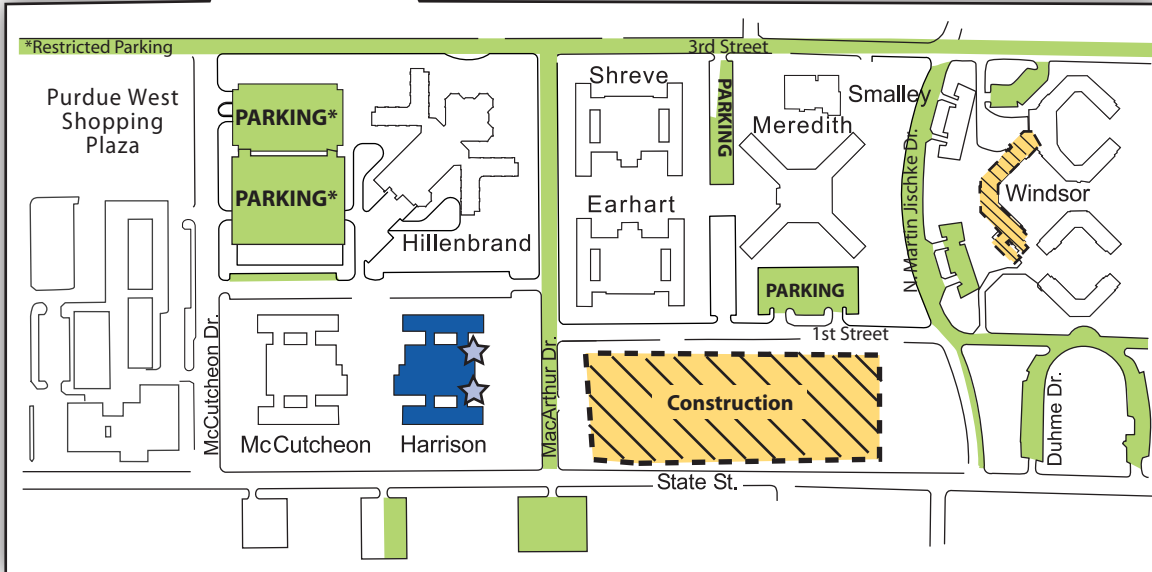 *Restricted Parking
3rd Street
Purdue West
Shopping
Plaza
PARKING*
PARKING*
Hillenbrand
Shreve
Earhart
PARKING
Smalley
Meredith
PARKING
N. Martin Jischke Dr.
Windsor
1st Street
McCutcheon Dr.
McCutcheon
Harrison
MacArthur Dr.
Construction
Duhme Dr.
State St.